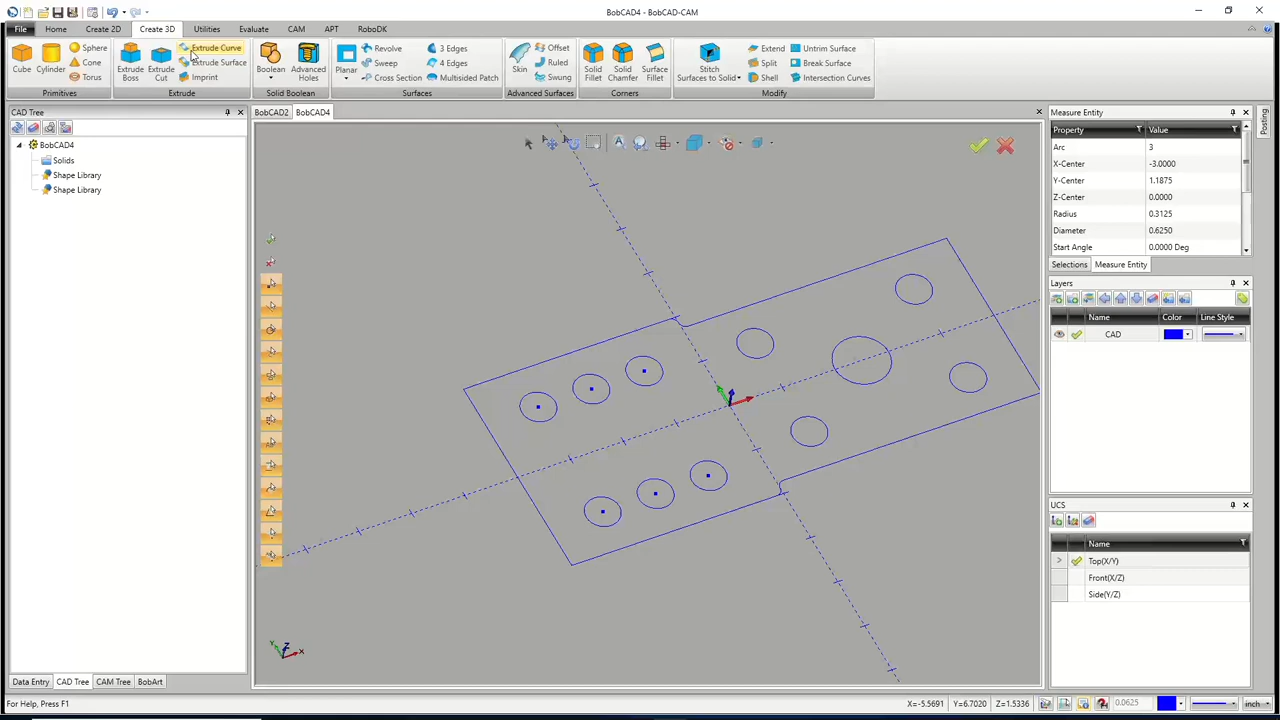 BobCAD4 - BobCAD-CAM
File Home Create 2D Create 3D Utilities Evaluate CAM APT RoboDK
Cube Cylinder Sphere Cone Torus
Primitives
Extrude Boss Extrude Cut Extrude Curve Extrude Surface Imprint
Extrude
Boolean Advanced Holes
Solid Boolean
Planar Revolve Sweep Cross Section 3 Edges 4 Edges Multisided Patch
Surfaces
Skin Offset Ruled Swung
Advanced Surfaces
Solid Fillet Solid Chamfer Surface Fillet
Corners
Stitch Surfaces to Solid Extend Split Shell Untrim Surface Break Surface Intersection Curves
Modify
CAD Tree
BobCAD4
Solids
Shape Library
Shape Library
Data Entry CAD Tree CAM Tree BobArt
BobCAD2 BobCAD4
Y Z X
Measure Entity
Property Value
Arc 3
X-Center -3.0000
Y-Center 1.1875
Z-Center 0.0000
Radius 0.3125
Diameter 0.6250
Start Angle 0.0000 Deg
Selections Measure Entity
Posting
Layers
Name Color Line Style
CAD
UCS
Name
Top(X/Y)
Front(X/Z)
Side(Y/Z)
For Help, Press F1
X=-5.5691 Y=6.7020 Z=1.5336 0.0625 inch